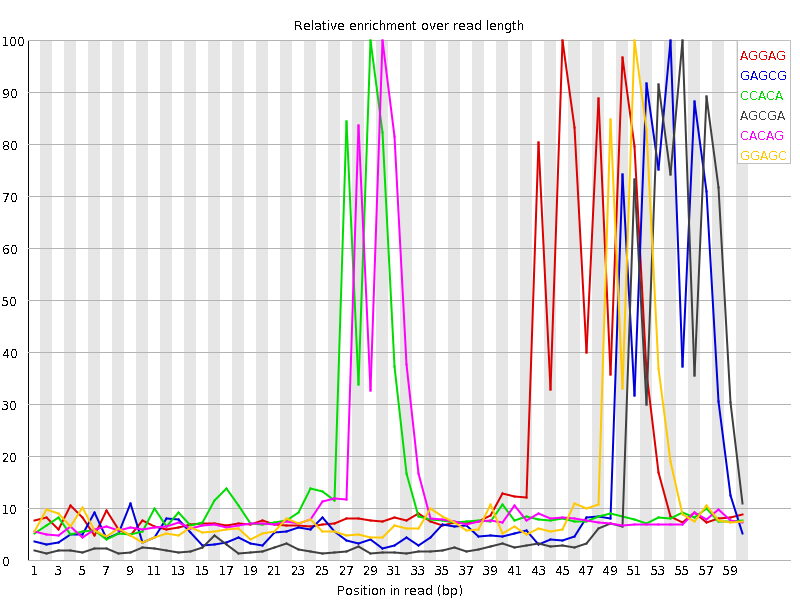 Relative enrichment over read length
100
90
80
70
60
50
40
30
20
10
0
AGGAG
GAGCG
CCACA
AGCGA
CACAG
GGAGC
1 3 5 7 9 11 13 15 17 19 21 23 25 27 29 31 33 35 37 39 41 43 45 47 49 51 53 55 57 59
Position in read (bp)